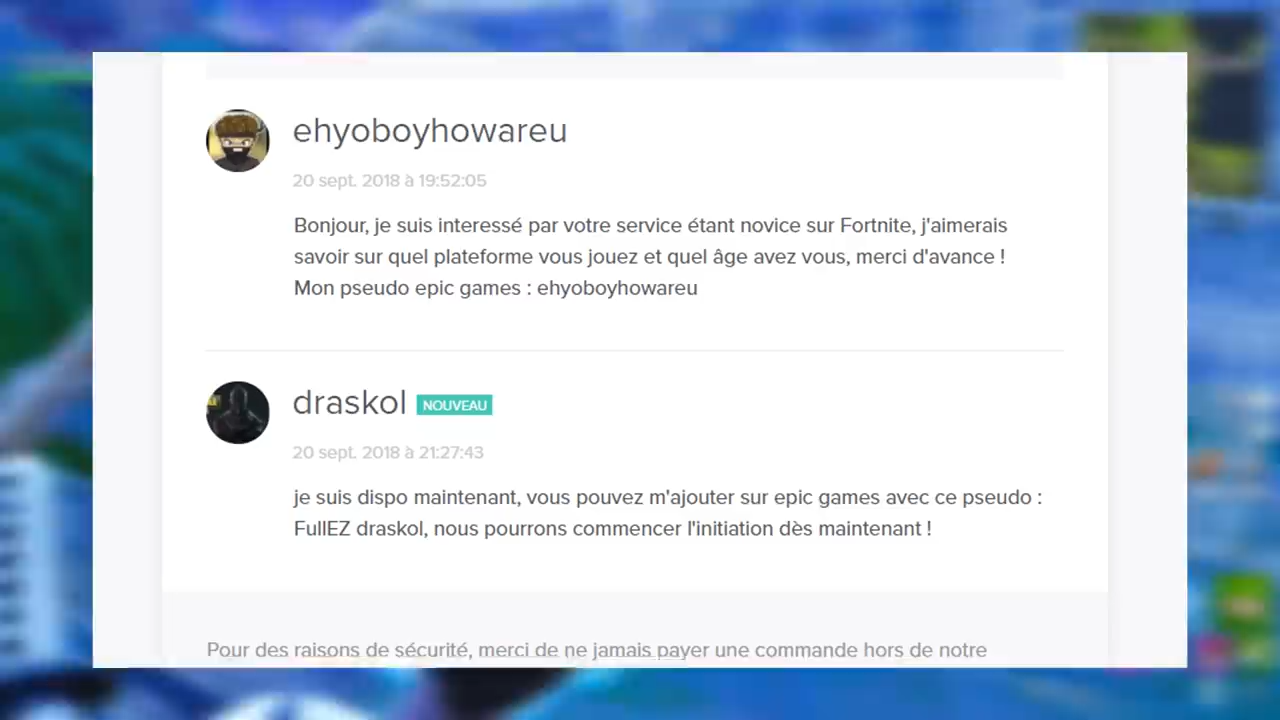 ehyoboyhowareu
20 sept. 2018 à 19:52:05
Bonjour, je suis interessé par votre service étant novice sur Fortnite, j'aimerais
savoir sur quel plateforme vous jouez et quel âge avez vous, merci d'avance !
Mon pseudo epic games : ehyoboyhowareu
draskol NOUVEAU
20 sept. 2018 à 21:27:43
je suis dispo maintenant, vous pouvez m'ajouter sur epic games avec ce pseudo :
FullEZ draskol, nous pourrons commencer l'initiation dès maintenant !
Pour des raisons de sécurité, merci de ne jamais payer une commande hors de notre